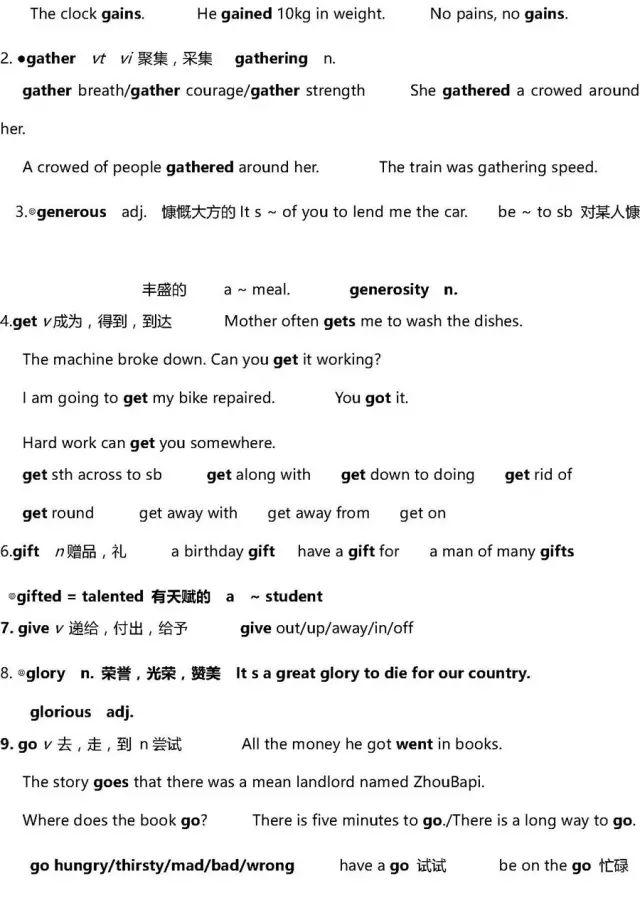 The clock gains. He gained 10kg in weight. No pains, no gains.
2. ●gather vt vi 聚集，采集 gathering n.
gather breath/gather courage/gather strength She gathered a crowed around
her.
A crowed of people gathered around her. The train was gathering speed.
3.◎generous adj. 慷慨大方的 It s ~ of you to lend me the car. be ~ to sb 对某人慷
丰盛的 a ~ meal. generosity n.
4.get v 成为，得到，到达 Mother often gets me to wash the dishes.
The machine broke down. Can you get it working?
I am going to get my bike repaired. You got it.
Hard work can get you somewhere.
get sth across to sb get along with get down to doing get rid of
get round get away with get away from get on
6.gift n 赠品，礼 a birthday gift have a gift for a man of many gifts
◎gifted = talented 有天赋的 a ~ student
7. give v 递给，付出，给予 give out/up/away/in/off
8. ◎glory n. 荣誉，光荣，赞美 It s a great glory to die for our country.
glorious adj.
9. go v 去，走，到 n 尝试 All the money he got went in books.
The story goes that there was a mean landlord named ZhouBapi.
Where does the book go? There is five minutes to go./There is a long way to go.
go hungry/thirsty/mad/bad/wrong have a go 试试 be on the go 忙碌